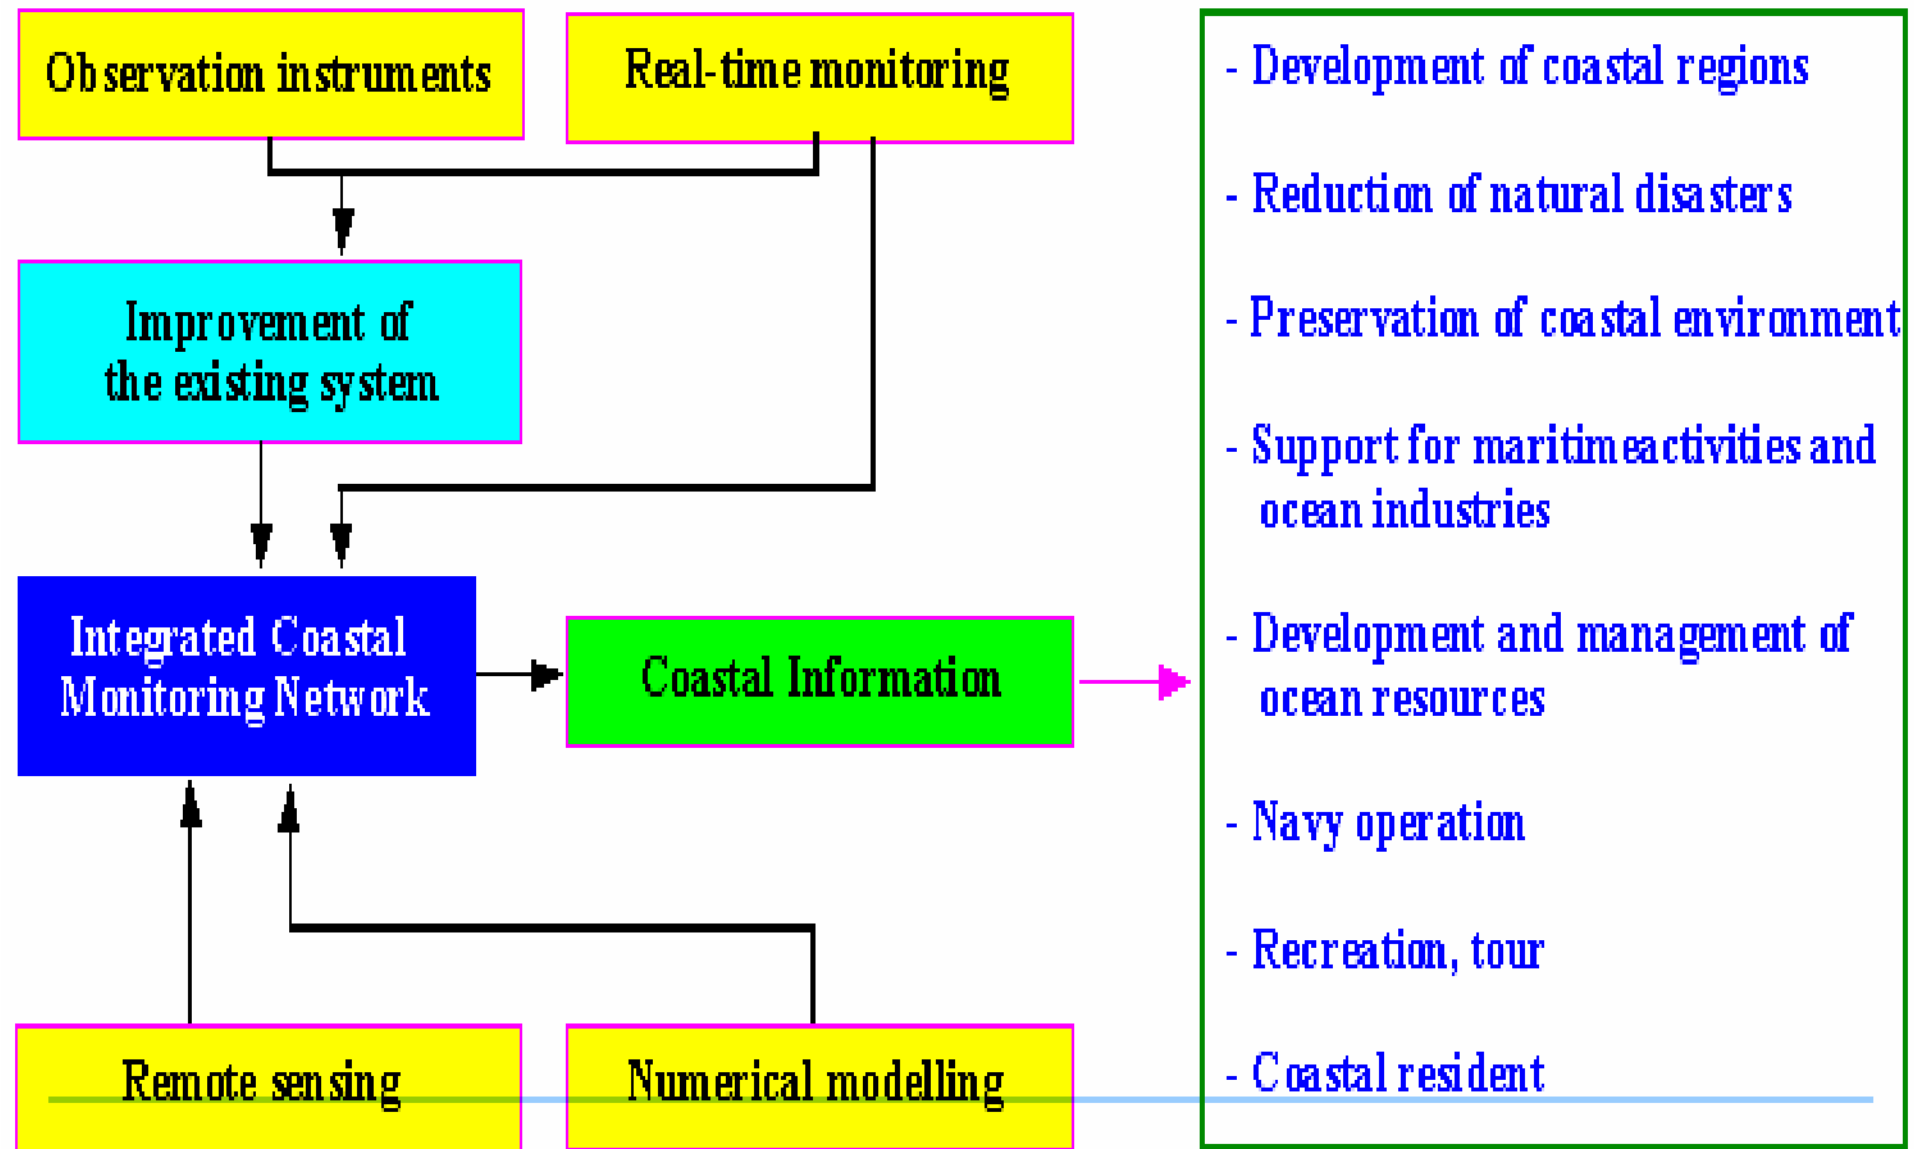 Observation instruments
Real-time monitoring
Improvement of
the existing system
Integrated Coastal
Monitoring Network
Coastal Information
Remote sensing
Numerical modelling
- Development of coastal regions
- Reduction of natural disasters
- Preservation of coastal environment
- Support for maritimeactivities and
ocean industries
- Development and management of
ocean resources
- Navy operation
- Recreation, tour
- Coastal resident